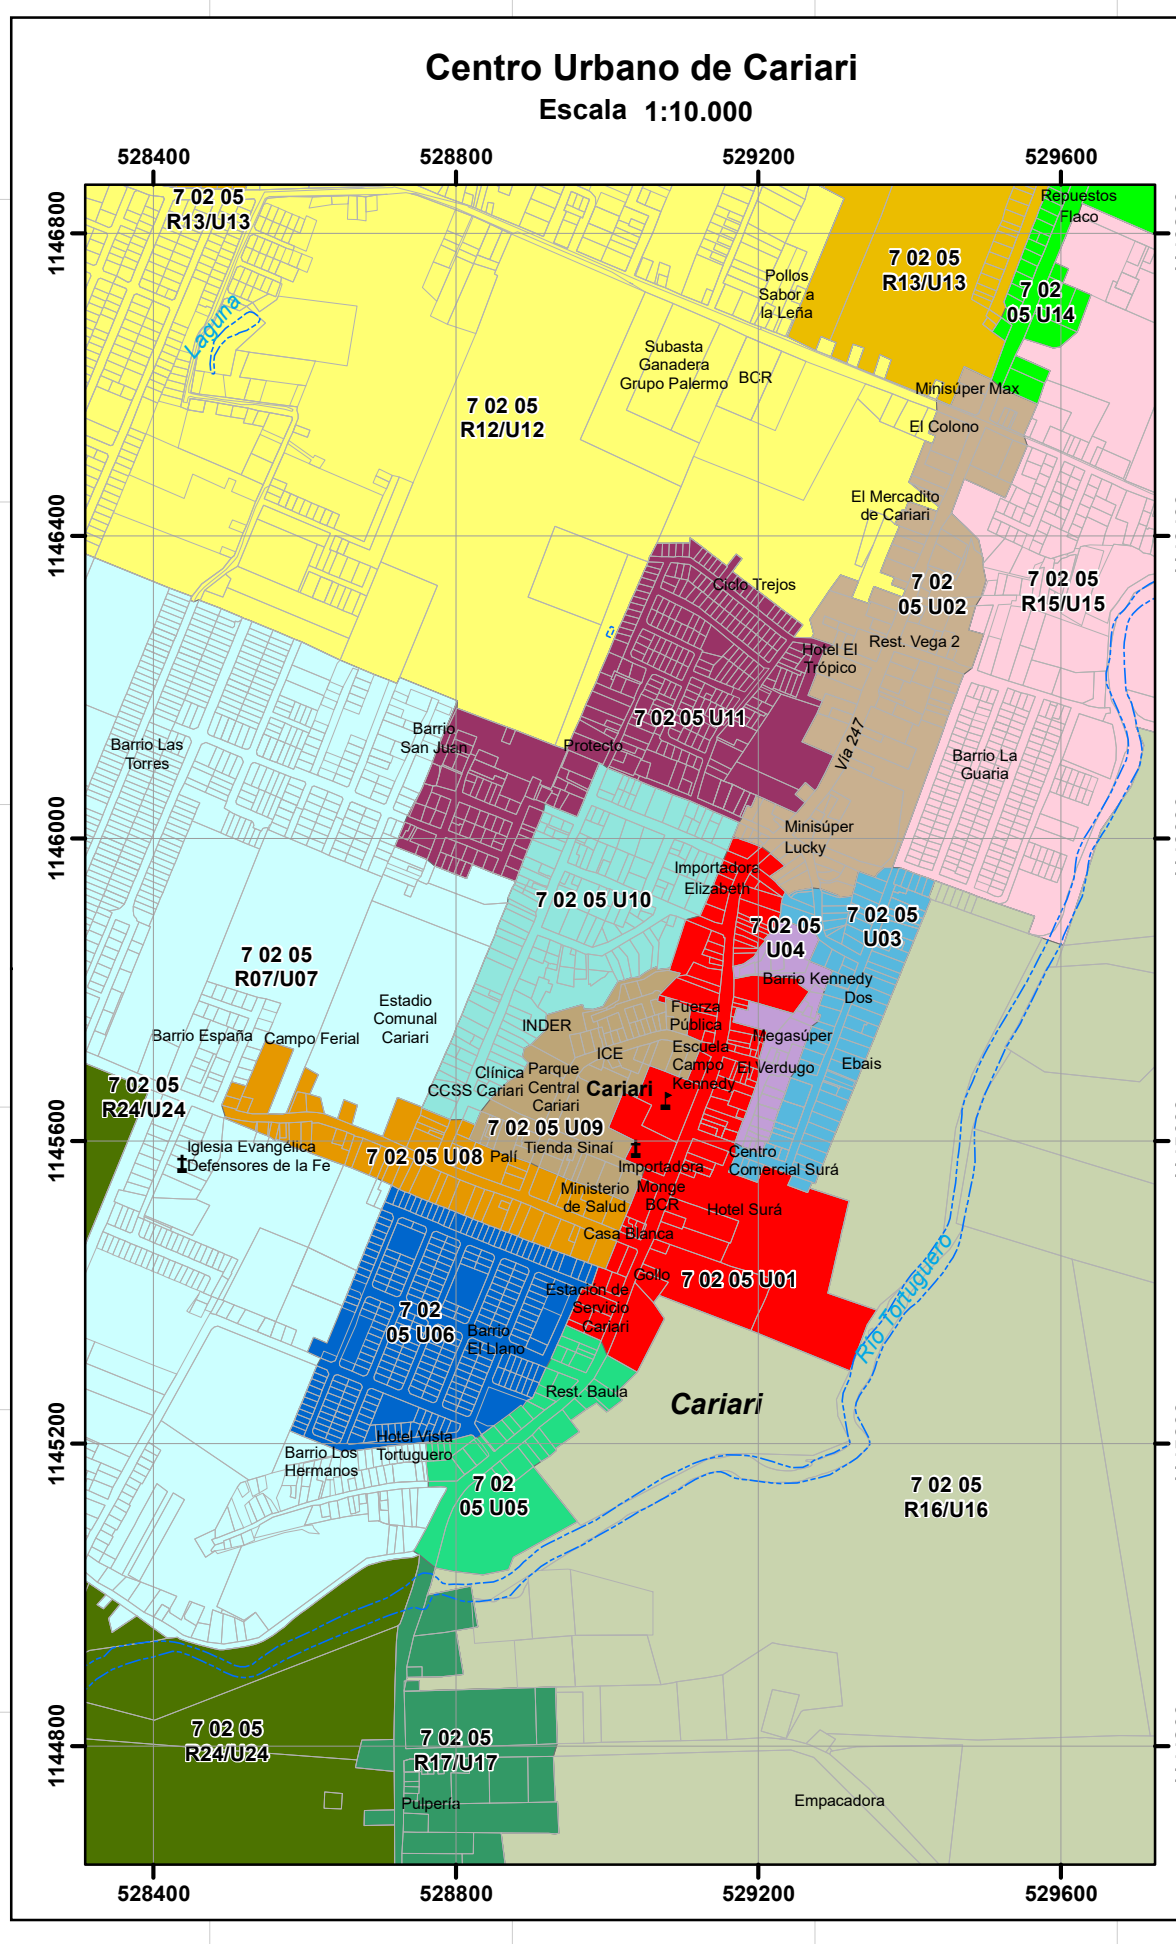 Centro Urbano de Cariari
Escala 1:10.000
528400 528800 529200 529600
1146800
1146400
1146000
1145600
1145200
1144800
7 02 05
R13/U13
Repuestos
Flaco
7 02 05
R13/U13
Pollos
Sabor a
la Leña
7 02
05 U14
Laguna
Subasta
Ganadera
Grupo Palermo
BCR
Minisúper Max
7 02 05
R12/U12
El Colono
El Mercadito
de Cariari
Ciclo Trejos
7 02
05 U02
7 02 05
R15/U15
Rest. Vega 2
Hotel El
Trópico
7 02 05 U11
Barrio
San Juan
Protecto
Vía 247
Barrio Las
Torres
Barrio La
Guaria
Minisúper
Lucky
Importadora
Elizabeth
7 02 05 U10
7 02 05
U04
7 02 05
U03
7 02 05
R07/U07
Barrio Kennedy
Dos
Estadio
Comunal
Cariari
Fuerza
Pública
INDER
Barrio España
Campo Ferial
Megasúper
ICE
Escuela
Campo
Kennedy
El Verdugo
Ebais
Clínica
CCSS Cariari
Parque
Central
Cariari
Cariari
7 02 05
R24/U24
7 02 05 U09
Tienda Sinaí
Iglesia Evangélica
Defensores de la Fe
7 02 05 U08
Palí
Centro
Comercial Surá
Importadora
Monge
BCR
Ministerio
de Salud
Hotel Surá
Casa Blanca
Gollo
7 02 05 U01
Estación de
Servicio
Cariari
Río Tortuguero
7 02
05 U06
Barrio
El Llano
Rest. Baula
Cariari
Hotel Vista
Tortuguero
Barrio Los
Hermanos
7 02
05 U05
7 02 05
R16/U16
7 02 05
R24/U24
7 02 05
R17/U17
Pulpería
Empacadora
528400 528800 529200 529600